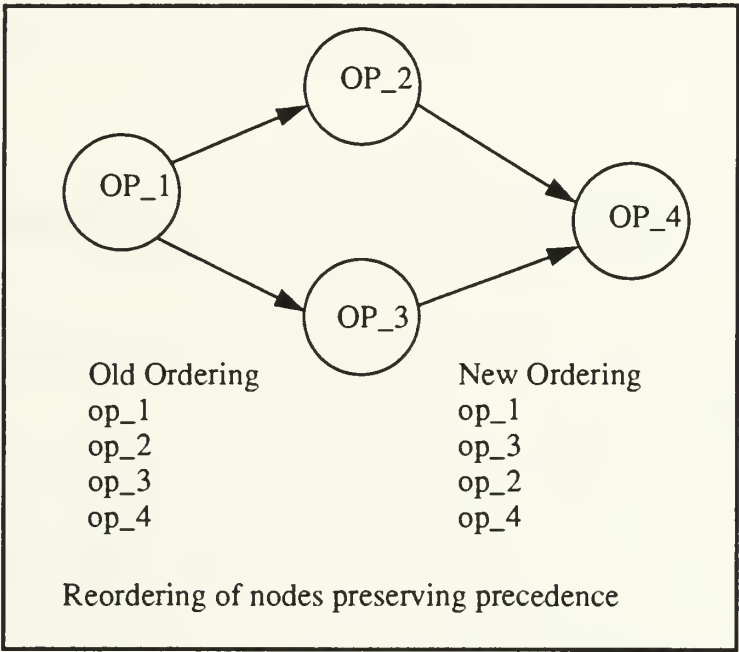 OP_2
OP_1
OP_4
OP_3
Old Ordering
op_1
op_2
op_3
op_4
New Ordering
op_1
op_3
op_2
op_4
Reordering of nodes preserving precedence